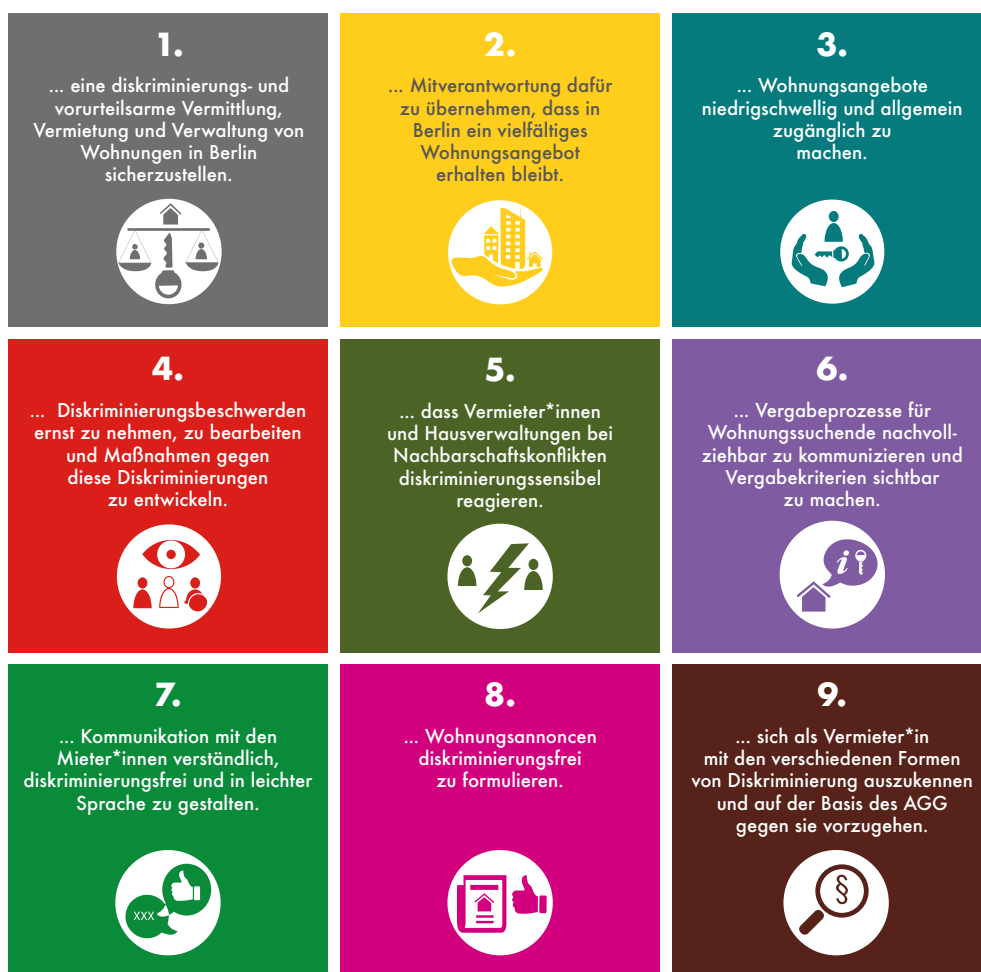 1.
... eine diskriminierungs- und
vorurteilsarme Vermittlung,
Vermietung und Verwaltung von
Wohnungen in Berlin
sicherzustellen.
2.
... Mitverantwortung dafür
zu übernehmen, dass in
Berlin ein vielfältiges
Wohnungsangebot
erhalten bleibt.
3.
... Wohnungsangebote
niedrigschwellig und allgemein
zugänglich zu
machen.
4.
... Diskriminierungsbeschwerden
ernst zu nehmen, zu bearbeiten
und Maßnahmen gegen
diese Diskriminierungen
zu entwickeln.
5.
... dass Vermieter*innen
und Hausverwaltungen bei
Nachbarschaftskonflikten
diskriminierungssensibel
reagieren.
6.
... Vergabeprozesse für
Wohnungssuchende nachvoll-
ziehbar zu kommunizieren und
Vergabekriterien sichtbar
zu machen.
i
7.
... Kommunikation mit den
Mieter*innen verständlich,
diskriminierungsfrei und in leichter
Sprache zu gestalten.
XXX
8.
... Wohnungsannoncen
diskriminierungsfrei
zu formulieren.
9.
... sich als Vermieter*in
mit den verschiedenen Formen
von Diskriminierung auszukennen
und auf der Basis des AGG
gegen sie vorzugehen.
§